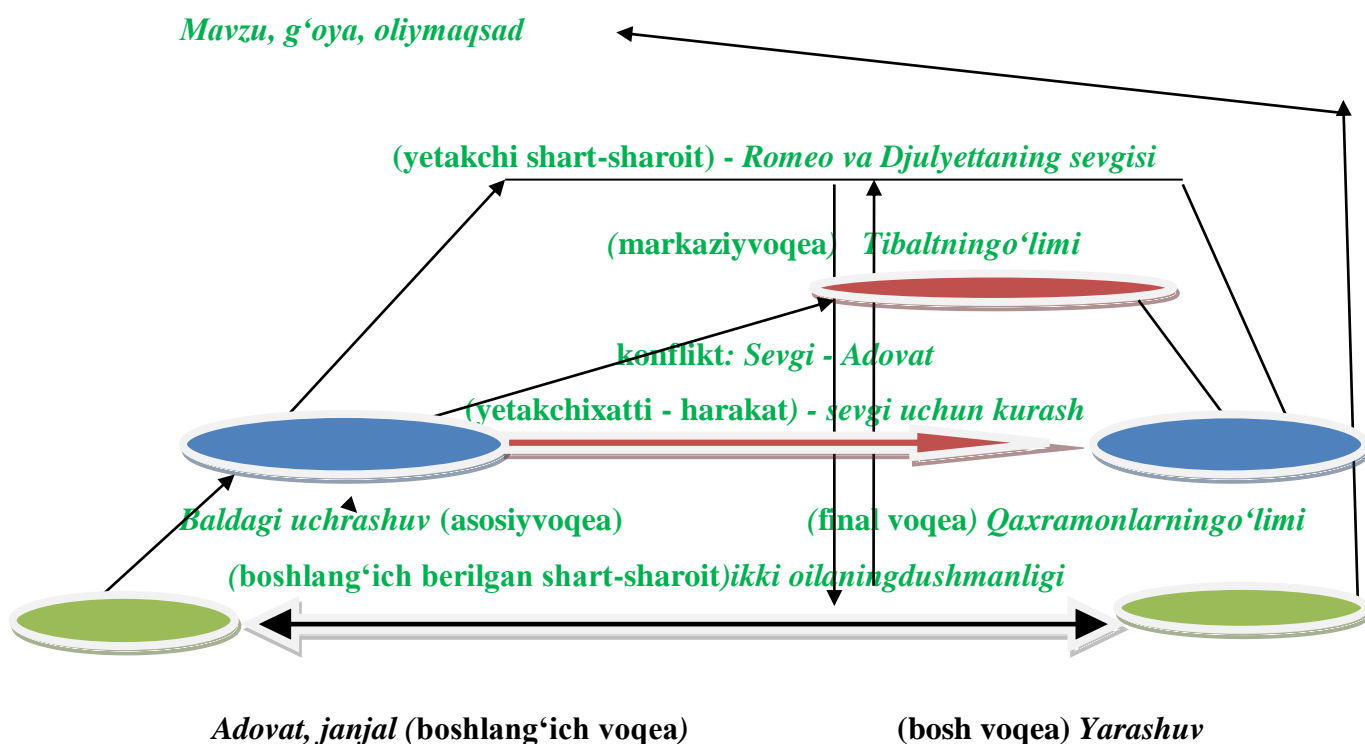 Mavzu, g‘oya, oliymaqsad
(yetakchi shart-sharoit) - Romeo va Djulyettaning sevgisi
(markaziyvoqea) Tibaltningo‘limi
konflikt: Sevgi - Adovat
(yetakchixatti - harakat) - sevgi uchun kurash
Baldagi uchrashuv (asosiyvoqea) (final voqea) Qaxramonlarningo‘limi
(boshlang‘ich berilgan shart-sharoit)ikki oilaningdushmanligi
Adovat, janjal (boshlang‘ich voqea) (bosh voqea) Yarashuv